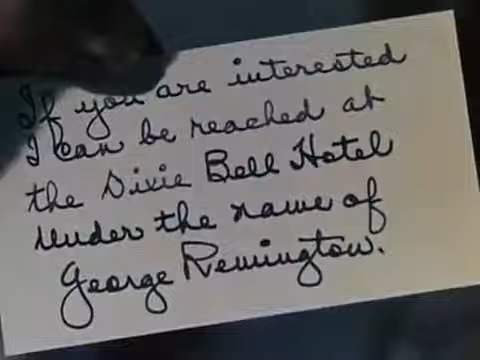 If you are interested
I can be reached at
the Dixie Bell Hotel
under the name of
George Remington.